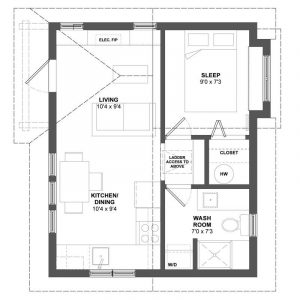 ELEC. F/P
SLEEP
9'0 x 7'3
LIVING
10'4 x 9'4
CLOSET
LADDER
ACCESS TO
ABOVE
HW
KITCHEN/
DINING
10'4 x 9'4
WASH
ROOM
7'0 x 7'3
W/D